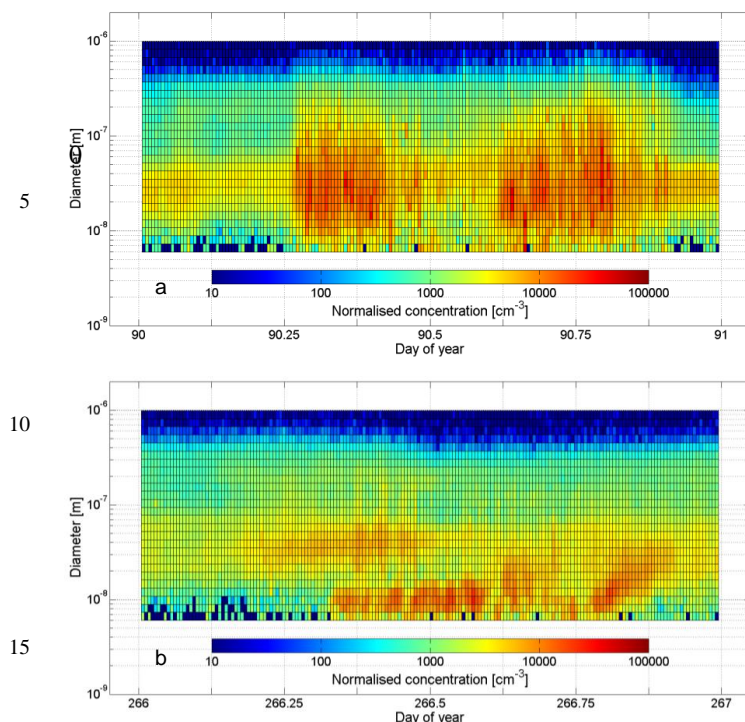 10⁻⁶
10⁻⁷
0
Diameter [m]
5
10⁻⁸
a
10 100 1000 10000 100000
Normalised concentration [cm⁻³]
10⁻⁹
90 90.25 90.5 90.75 91
Day of year
10⁻⁶
10
Diameter [m]
10⁻⁷
10⁻⁸
15
b
10 100 1000 10000 100000
Normalised concentration [cm⁻³]
10⁻⁹
266 266.25 266.5 266.75 267
Day of year